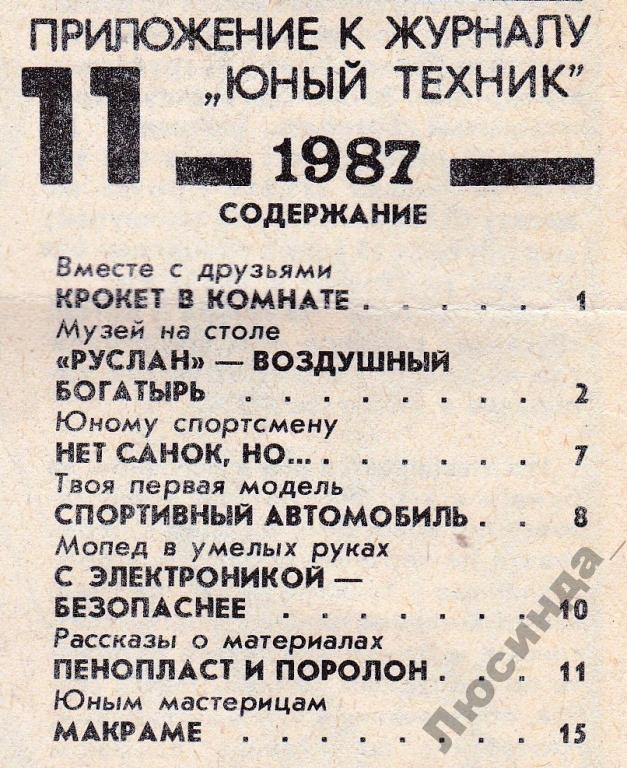 ПРИЛОЖЕНИЕ К ЖУРНАЛУ
11 „ЮНЫЙ ТЕХНИК”
1987
СОДЕРЖАНИЕ
Вместе с друзьями
КРОКЕТ В КОМНАТЕ . . . . . 1
Музей на столе
«РУСЛАН» — ВОЗДУШНЫЙ
БОГАТЫРЬ . . . . . . . . 2
Юному спортсмену
НЕТ САНОК, НО... . . . . . . 7
Твоя первая модель
СПОРТИВНЫЙ АВТОМОБИЛЬ . . 8
Мопед в умелых руках
С ЭЛЕКТРОНИКОЙ —
БЕЗОПАСНЕЕ . . . . . . . 10
Рассказы о материалах
ПЕНОПЛАСТ И ПОРОЛОН . . . 11
Юным мастерицам
МАКРАМЕ . . . . . . . . 15
Люсинда